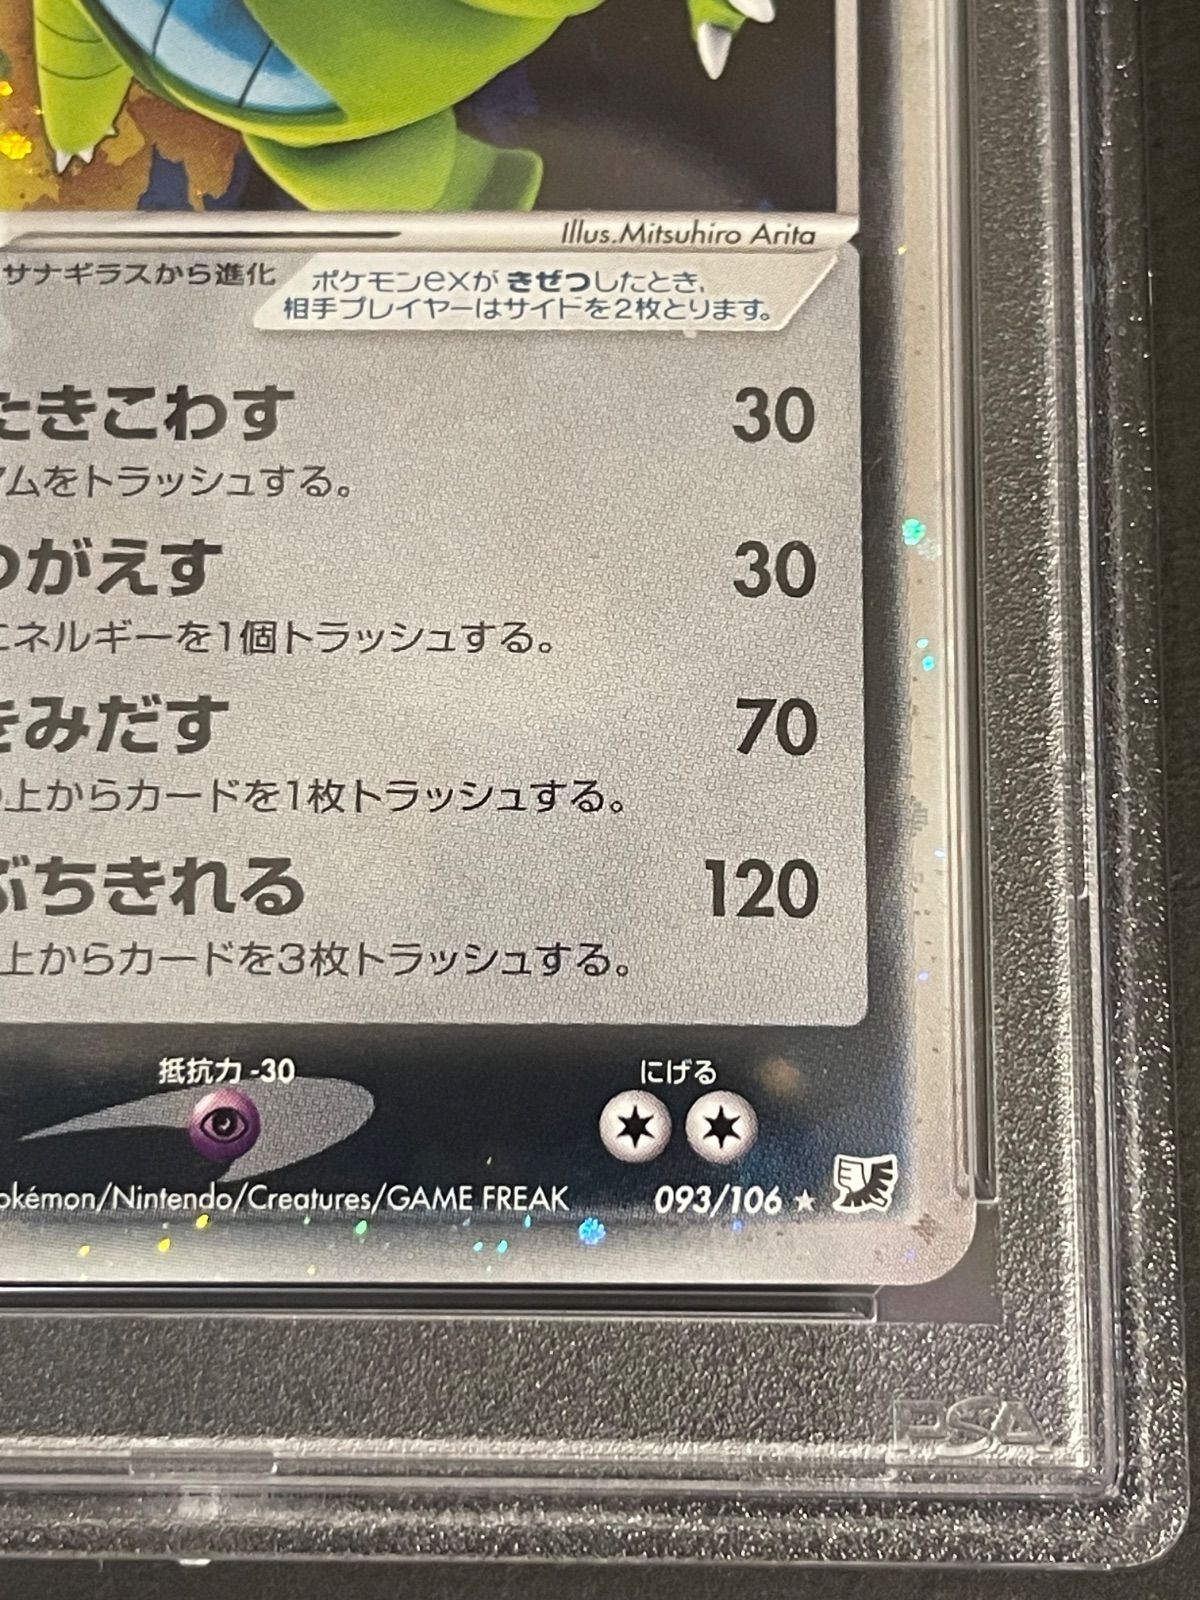 Illus.Mitsuhiro Arita
サナギラスから進化
ポケモンexが きぜつしたとき、
相手プレイヤーはサイドを2枚とります。
たきこわす 30
アムをトラッシュする。
つがえす 30
エネルギーを1個トラッシュする。
きみだす 70
の上からカードを1枚トラッシュする。
ぶちきれる 120
上からカードを3枚トラッシュする。
抵抗力 -30
にげる
okémon/Nintendo/Creatures/GAME FREAK
093/106 ★
PSA